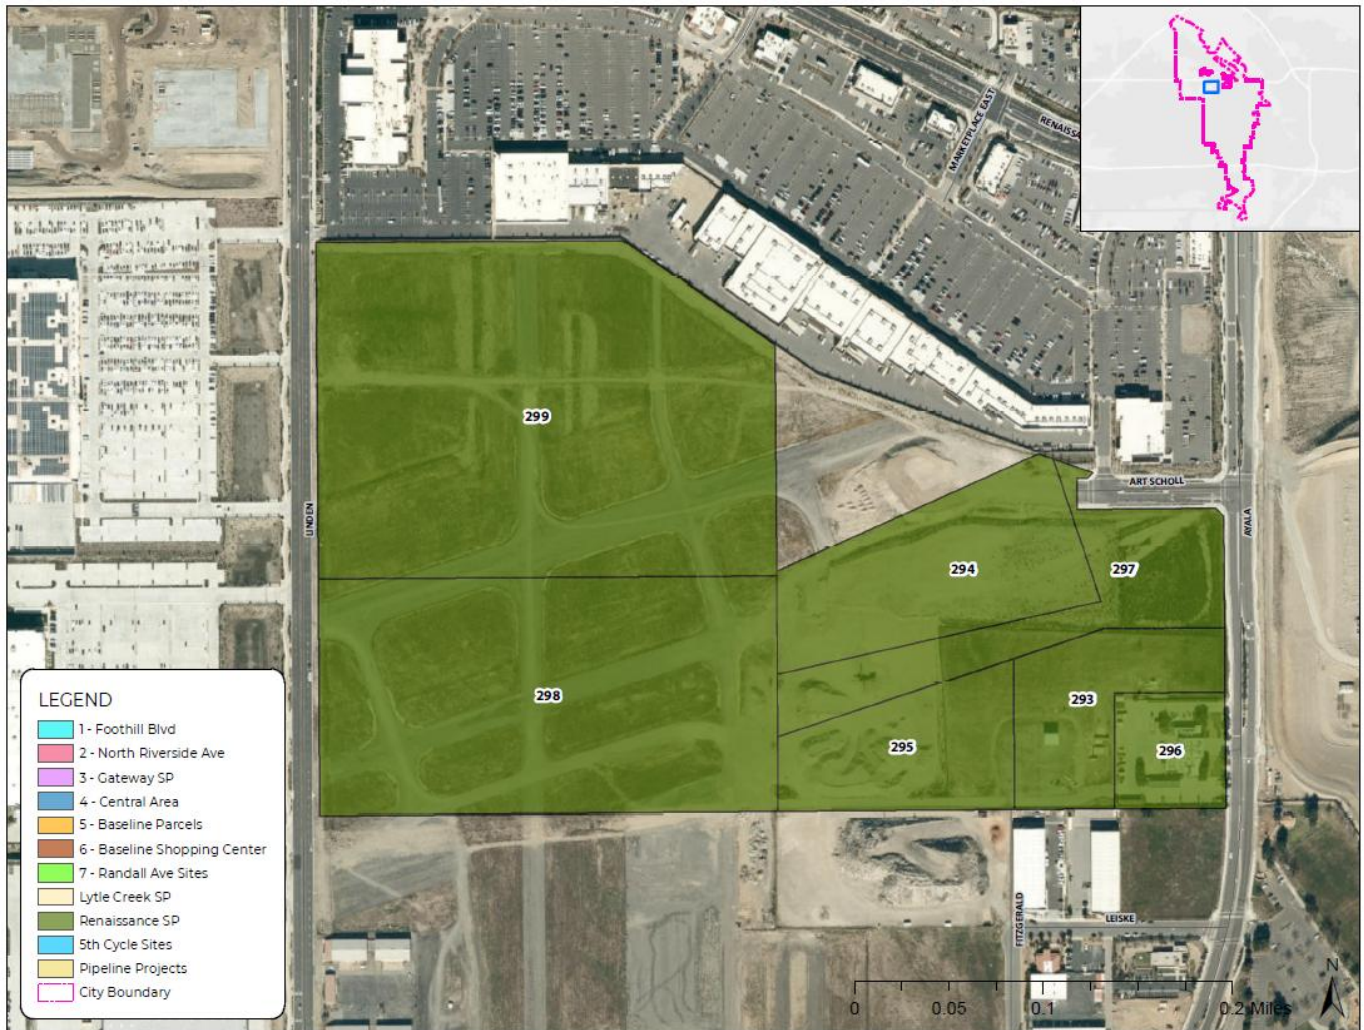 MARKETPLACE EAST
RENAISSA
299
ART SCHOLL
LINDEN
AYALA
294
297
298
293
295
296
LEGEND
1 - Foothill Blvd
2 - North Riverside Ave
3 - Gateway SP
4 - Central Area
5 - Baseline Parcels
6 - Baseline Shopping Center
7 - Randall Ave Sites
Lytle Creek SP
Renaissance SP
5th Cycle Sites
Pipeline Projects
City Boundary
FITZGERALD
LEISKE
N
0 0.05 0.1 0.2 Miles